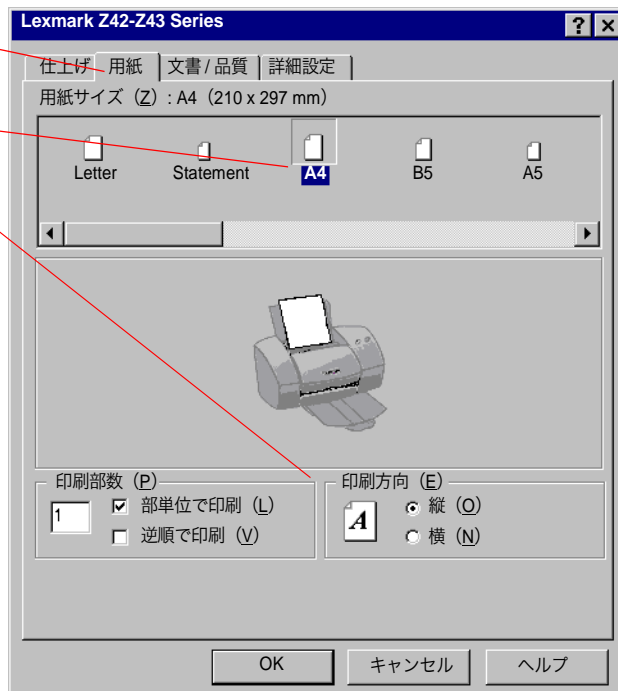 Lexmark Z42-Z43 Series
仕上げ 用紙 文書/品質 詳細設定
用紙サイズ（Z）: A4（210 x 297 mm）
Letter Statement A4 B5 A5
印刷部数（P）
1
部単位で印刷（L）
逆順で印刷（V）
印刷方向（E）
A
縦（O）
横（N）
OK キャンセル ヘルプ